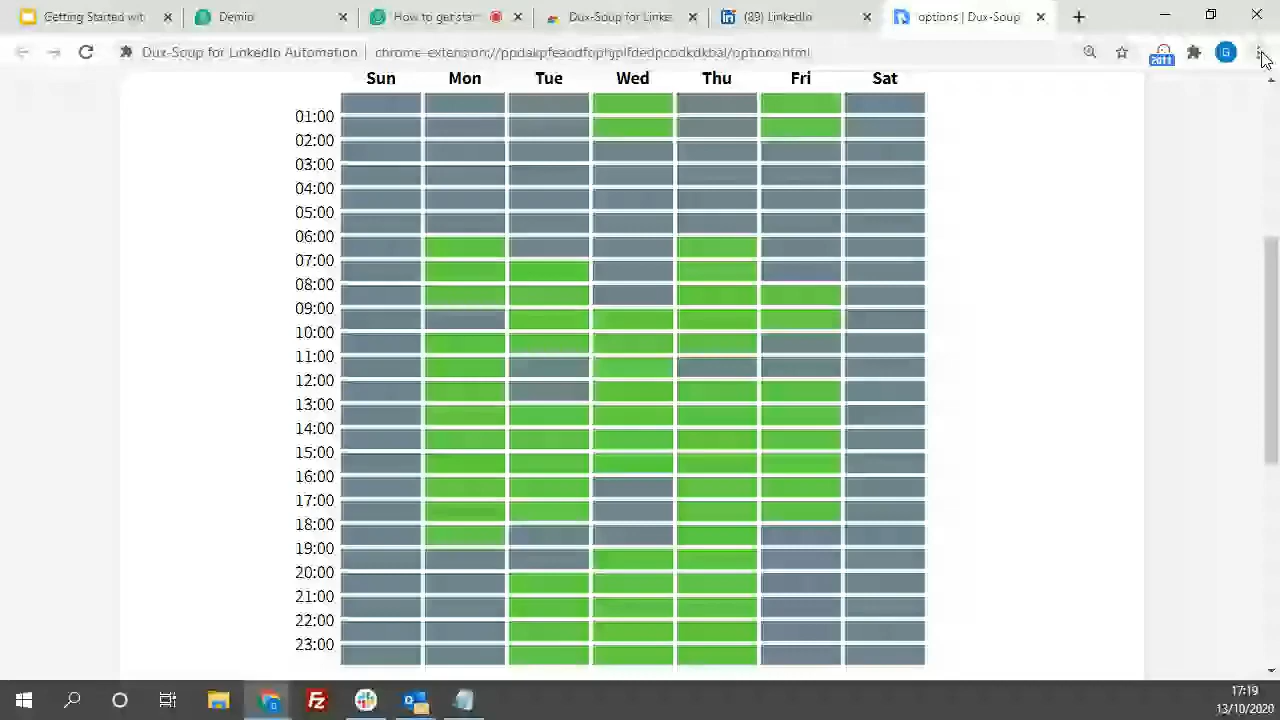 Getting Started wit
Demo
How to get star
Dux-Soup for Linke
(89) LinkedIn
options | Dux-Soup
Dux-Soup for LinkedIn Automation
2011
G
Sun Mon Tue Wed Thu Fri Sat
01:00
02:00
03:00
04:00
05:00
06:00
07:00
08:00
09:00
10:00
11:00
12:00
13:00
14:00
15:00
16:00
17:00
18:00
19:00
20:00
21:00
22:00
23:00
17:19
13/10/2020